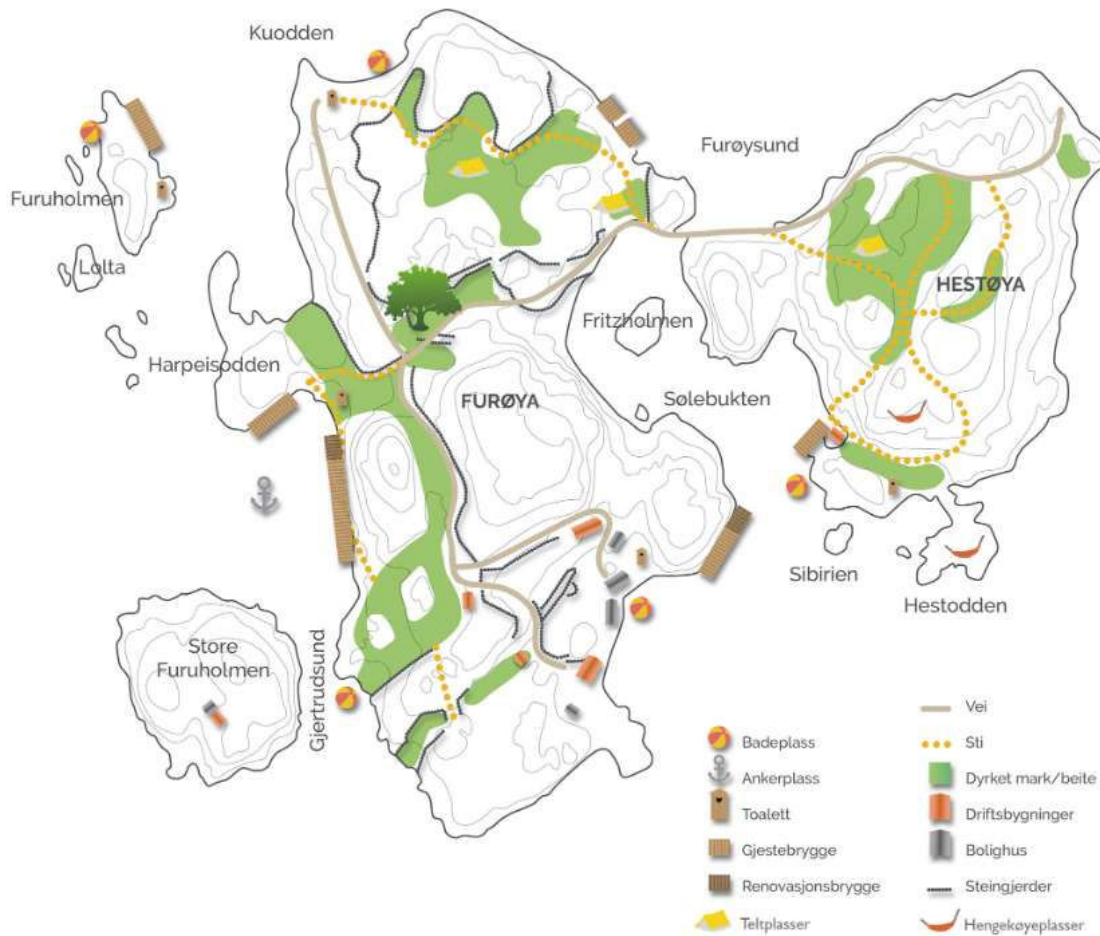 Kuodden
Furøysund
Furuholmen
Lolta
HESTØYA
Fritzholmen
Harpeisodden
FURØYA
Sølebukten
Sibirien
Hestodden
Store
Furuholmen
Gjertrudsund
Badeplass
Ankerplass
Toalett
Gjestebrygge
Renovasjonsbrygge
Teltplasser
Vei
Sti
Dyrket mark/beite
Driftsbygninger
Bolighus
Steingjerder
Hengekøyeplasser